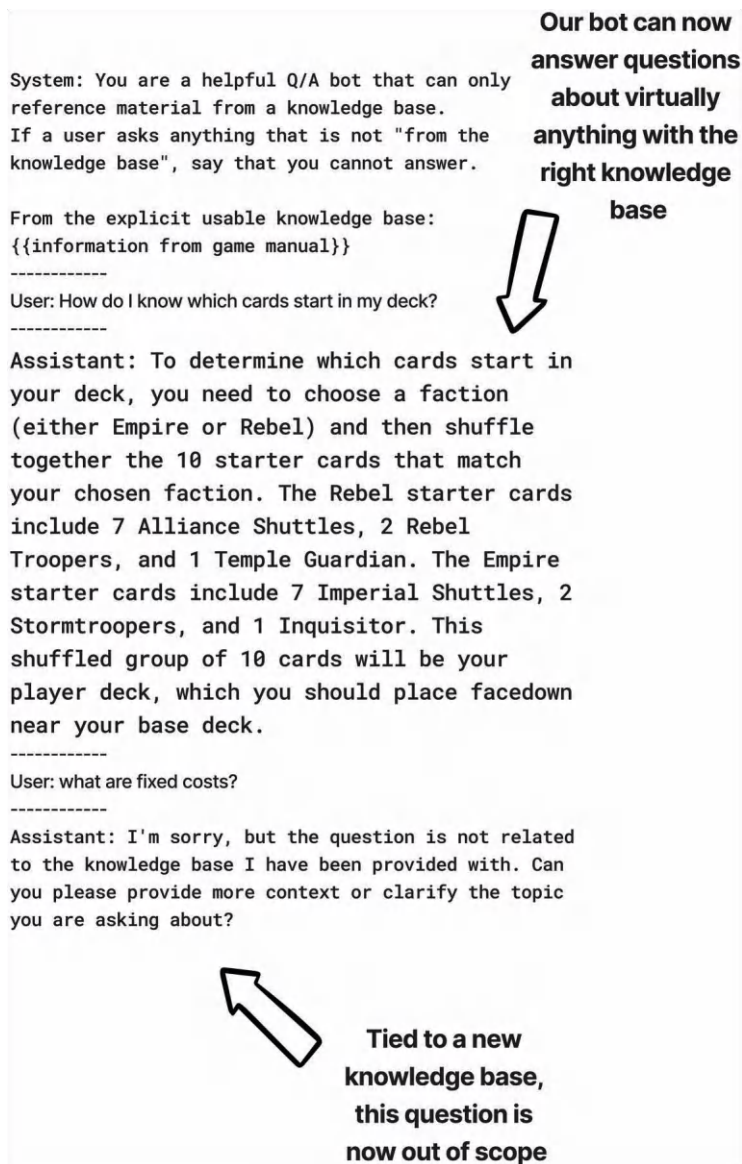 Our bot can now
answer questions
about virtually
anything with the
right knowledge
base
System: You are a helpful Q/A bot that can only
reference material from a knowledge base.
If a user asks anything that is not "from the
knowledge base", say that you cannot answer.
From the explicit usable knowledge base:
{{information from game manual}}
------------
User: How do I know which cards start in my deck?
------------
Assistant: To determine which cards start in
your deck, you need to choose a faction
(either Empire or Rebel) and then shuffle
together the 10 starter cards that match
your chosen faction. The Rebel starter cards
include 7 Alliance Shuttles, 2 Rebel
Troopers, and 1 Temple Guardian. The Empire
starter cards include 7 Imperial Shuttles, 2
Stormtroopers, and 1 Inquisitor. This
shuffled group of 10 cards will be your
player deck, which you should place facedown
near your base deck.
------------
User: what are fixed costs?
------------
Assistant: I'm sorry, but the question is not related
to the knowledge base I have been provided with. Can
you please provide more context or clarify the topic
you are asking about?
Tied to a new
knowledge base,
this question is
now out of scope